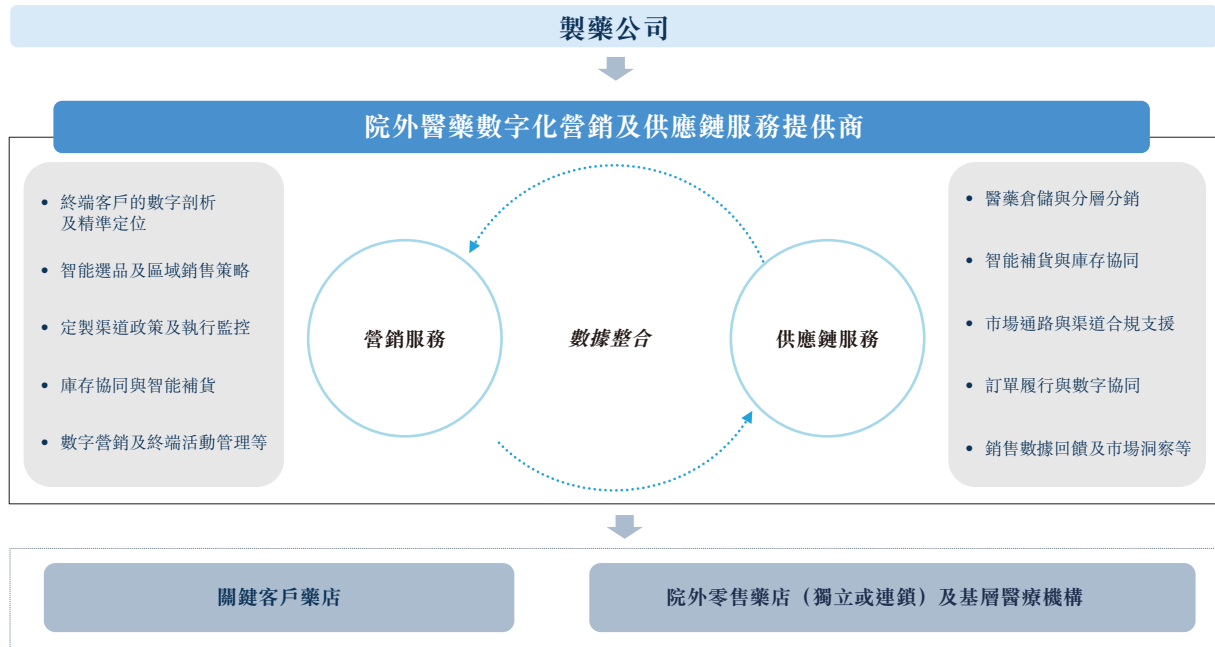 製藥公司
院外醫藥數字化營銷及供應鏈服務提供商
• 終端客戶的數字剖析
及精準定位
• 智能選品及區域銷售策略
• 定製渠道政策及執行監控
• 庫存協同與智能補貨
• 數字營銷及終端活動管理等
營銷服務
數據整合
供應鏈服務
• 醫藥倉儲與分層分銷
• 智能補貨與庫存協同
• 市場通路與渠道合規支援
• 訂單履行與數字協同
• 銷售數據回饋及市場洞察等
關鍵客戶藥店
院外零售藥店（獨立或連鎖）及基層醫療機構